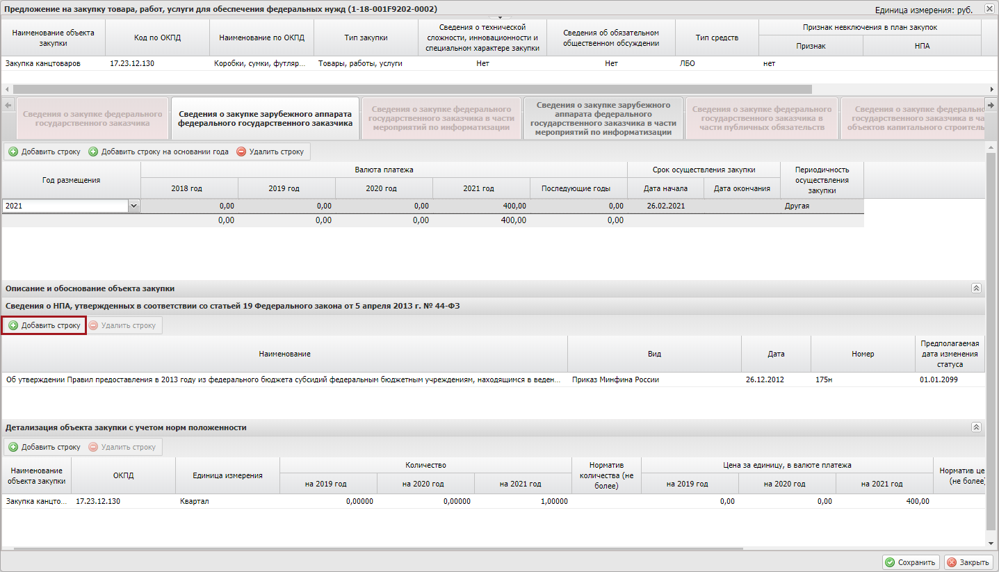 Предложение на закупку товара, работ, услуги для обеспечения федеральных нужд (1-18-001F9202-0002)
Единица измерения: руб.
Наименование объекта закупки
Код по ОКПД
Наименование по ОКПД
Тип закупки
Сведения о технической сложности, инновационности и специальном характере закупки
Сведения об обязательном общественном обсуждении
Тип средств
Признак невключения в план закупок
Признак
НПА
Закупка канцтоваров
17.23.12.130
Коробки, сумки, футляр...
Товары, работы, услуги
Нет
Нет
ЛБО
нет
Сведения о закупке федерального государственного заказчика
Сведения о закупке зарубежного аппарата федерального государственного заказчика
Сведения о закупке федерального государственного заказчика в части мероприятий по информатизации
Сведения о закупке зарубежного аппарата федерального государственного заказчика в части мероприятий по информатизации
Сведения о закупке федерального государственного заказчика в части публичных обязательств
Сведения о закупке федеральн
государственного заказчика в ча
объектов капитального строитель
Добавить строку
Добавить строку на основании года
Удалить строку
Год размещения
Валюта платежа
2018 год
2019 год
2020 год
2021 год
Последующие годы
Срок осуществления закупки
Дата начала
Дата окончания
Периодичность осуществления закупки
2021
0,00
0,00
0,00
400,00
0,00
26.02.2021
Другая
0,00
0,00
0,00
400,00
0,00
Описание и обоснование объекта закупки
Сведения о НПА, утвержденных в соответствии со статьей 19 Федерального закона от 5 апреля 2013 г. № 44-ФЗ
Добавить строку
Удалить строку
Наименование
Вид
Дата
Номер
Предполагаемая дата изменения статуса
Об утверждении Правил предоставления в 2013 году из федерального бюджета субсидий федеральным бюджетным учреждениям, находящимся в веден...
Приказ Минфина России
26.12.2012
175н
01.01.2099
Детализация объекта закупки с учетом норм положенности
Добавить строку
Удалить строку
Наименование объекта закупки
ОКПД
Единица измерения
Количество
на 2019 год
на 2020 год
на 2021 год
Норматив количества (не более)
Цена за единицу, в валюте платежа
на 2019 год
на 2020 год
на 2021 год
Норматив це
(не более)
Закупка канцто...
17.23.12.130
Квартал
0,00000
0,00000
1,00000
0,00
0,00
400,00
Сохранить
Закрыть